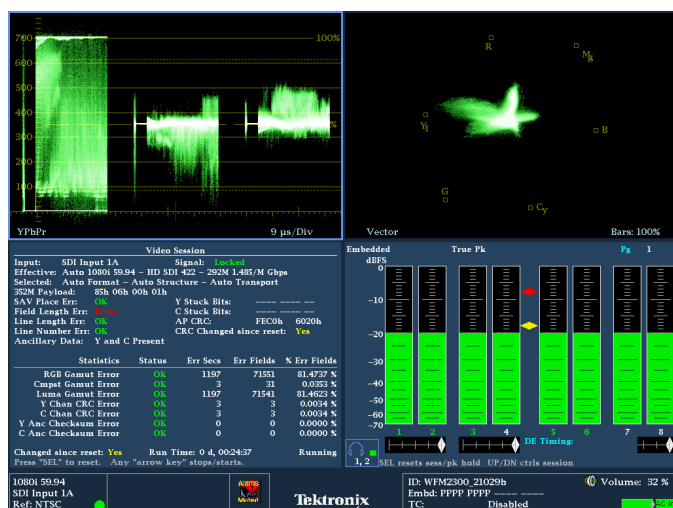 700
100%
600
500
400
300
%
200
100
YPbPr
9 µs/Div
R
Mg
Yl
B
G
Cy
Vector
Bars: 100%
Video Session
Input: SDI Input 1A Signal: Locked
Effective: Auto 1080i 59.94 - HD SDI 422 - 292M 1.485/M Gbps
Selected: Auto Format - Auto Structure - Auto Transport
352M Payload: 85h 06h 00h 01h
SAV Place Err: OK Y Stuck Bits: ---- ---- --
Field Length Err: Error C Stuck Bits: ---- ---- --
Line Length Err: OK AP CRC: FEC0h 6020h
Line Number Err: OK CRC Changed since reset: Yes
Ancillary Data: Y and C Present
Statistics Status Err Secs Err Fields % Err Fields
RGB Gamut Error OK 1197 71551 81.4737 %
Cmpst Gamut Error OK 3 31 0.0353 %
Luma Gamut Error OK 1197 71541 81.4623 %
Y Chan CRC Error OK 3 3 0.0034 %
C Chan CRC Error OK 3 3 0.0034 %
Y Anc Checksum Error OK 0 0 0.0000 %
C Anc Checksum Error OK 0 0 0.0000 %
Changed since reset: Yes Run Time: 0 d, 00:24:37 Running
Press "SEL" to reset. Any "arrow key" stops/starts.
Embedded True Pk Pg 1
dBFS
0
-10
-20
-30
-40
-50
-60
-70
1 2 3 4 5 6 7 8
DE Timing:
1, 2
SEL resets sess/pk hold UP/DN ctrls session
1080i 59.94
SDI Input 1A
Ref: NTSC
Alarms
Muted
Tektronix
ID: WFM2300_21029b
Volume: 32 %
Embd: PPPP PPPP ---- ----
TC: Disabled